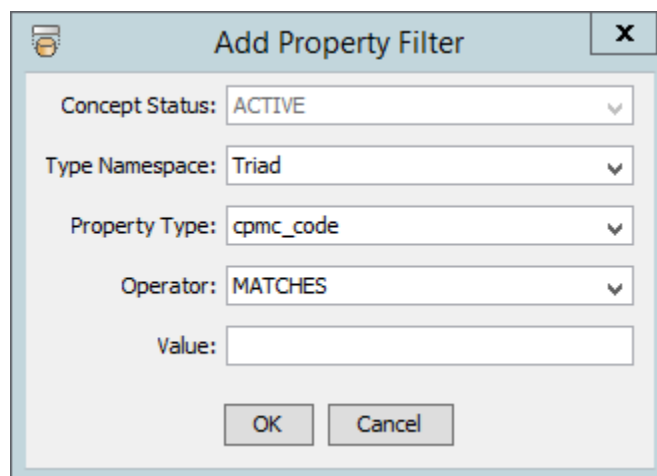 Add Property Filter
x
Concept Status: ACTIVE
Type Namespace: Triad
Property Type: cpmc_code
Operator: MATCHES
Value:
OK Cancel